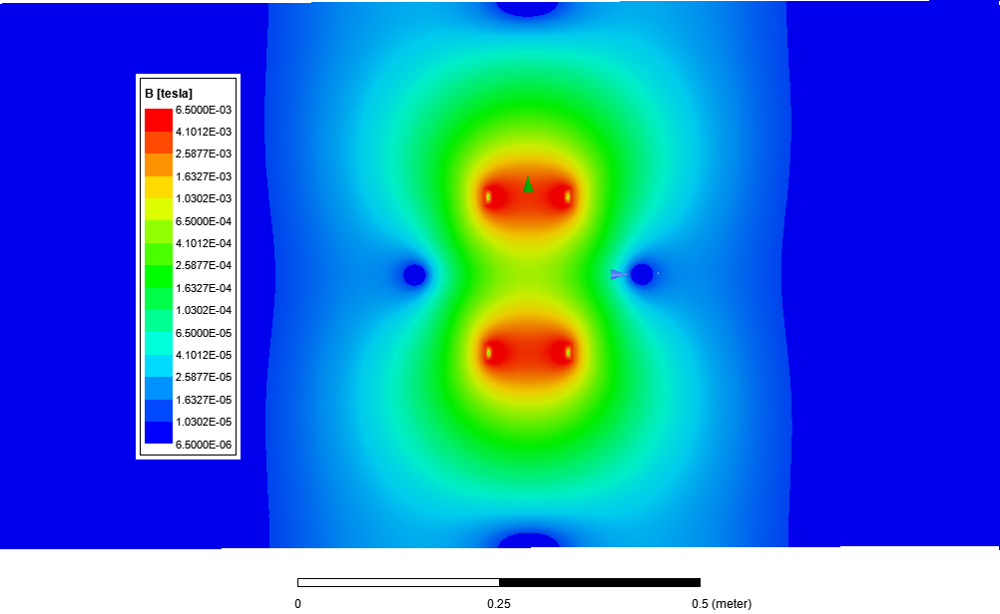 B [tesla]
6.5000E-03
4.1012E-03
2.5877E-03
1.6327E-03
1.0302E-03
6.5000E-04
4.1012E-04
2.5877E-04
1.6327E-04
1.0302E-04
6.5000E-05
4.1012E-05
2.5877E-05
1.6327E-05
1.0302E-05
6.5000E-06
0 0.25 0.5 (meter)